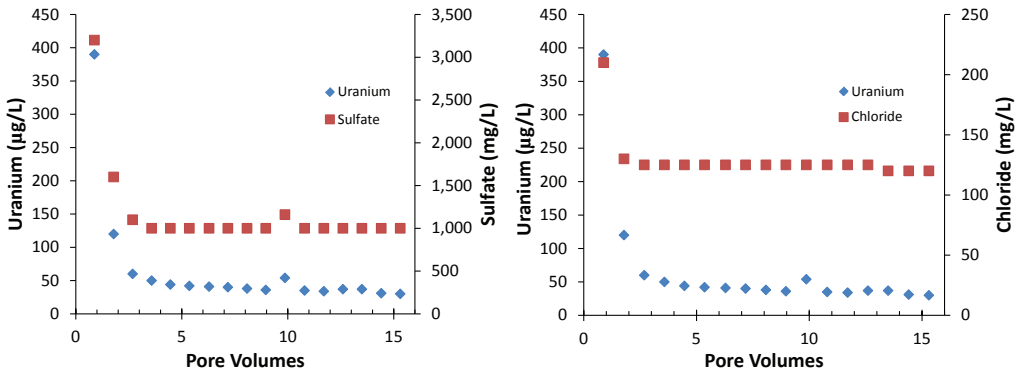 450
400
350
300
250
200
150
100
50
0
Uranium (µg/L)
3,500
3,000
2,500
2,000
1,500
1,000
500
0
Sulfate (mg/L)
Uranium
Sulfate
0 5 10 15
Pore Volumes
450
400
350
300
250
200
150
100
50
0
Uranium (µg/L)
250
200
150
100
50
0
Chloride (mg/L)
Uranium
Chloride
0 5 10 15
Pore Volumes